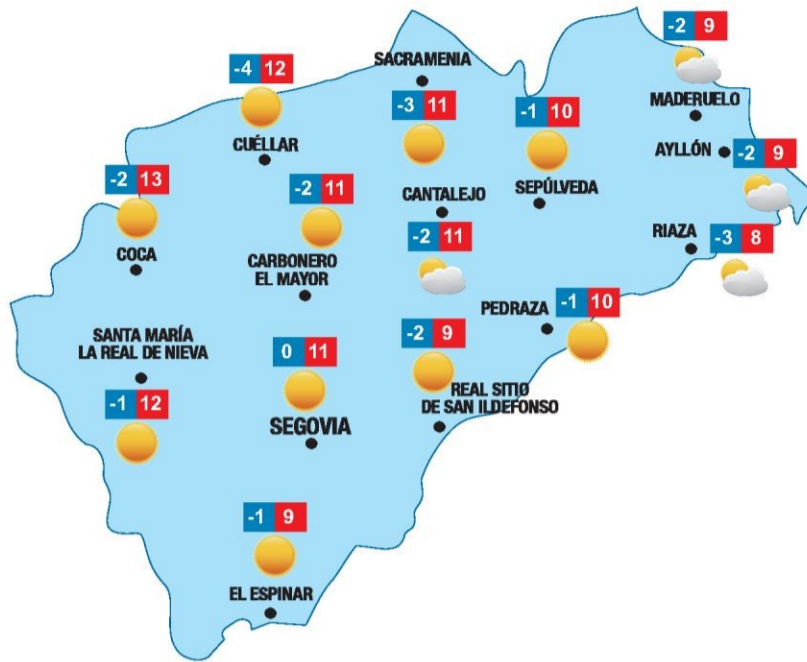 -2 9
MADERUELO
-4 12
CUÉLLAR
SACRAMENIA
-3 11
-1 10
SEPÚLVEDA
AYLLÓN
-2 9
-2 13
COCA
-2 11
CARBONERO
EL MAYOR
CANTALEJO
-2 11
RIAZA
-3 8
PEDRAZA
-1 10
SANTA MARÍA
LA REAL DE NIEVA
-1 12
0 11
SEGOVIA
-2 9
REAL SITIO
DE SAN ILDEFONSO
-1 9
EL ESPINAR